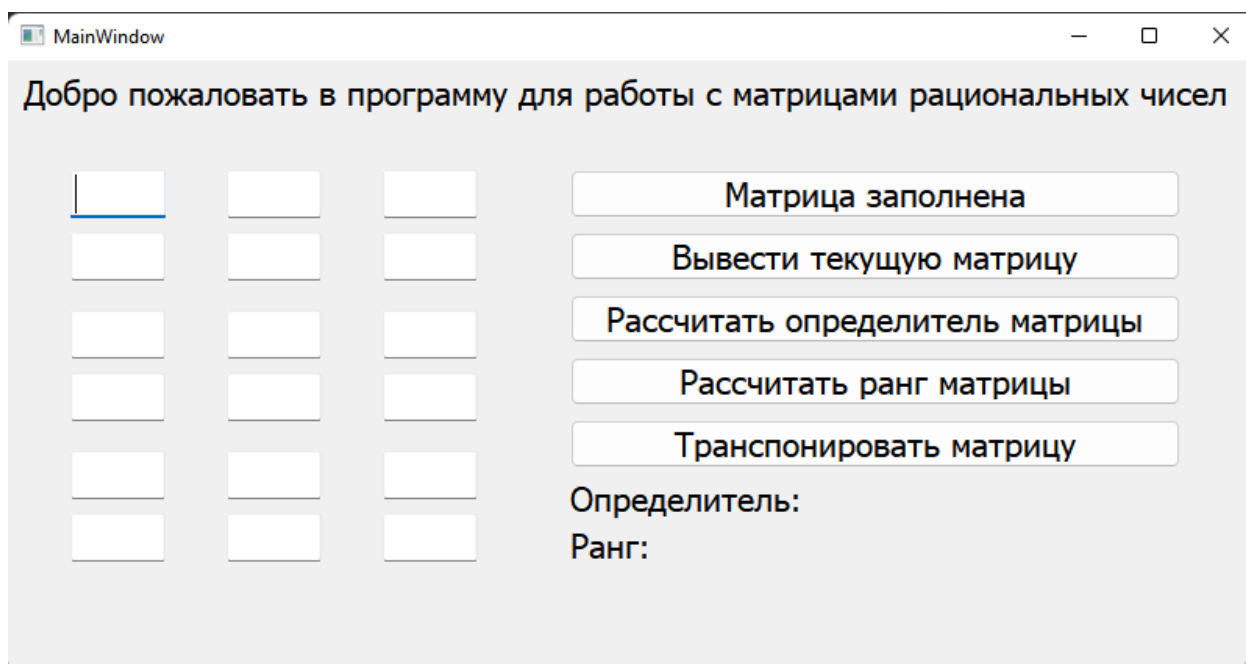 MainWindow
Добро пожаловать в программу для работы с матрицами рациональных чисел
Матрица заполнена
Вывести текущую матрицу
Рассчитать определитель матрицы
Рассчитать ранг матрицы
Транспонировать матрицу
Определитель:
Ранг: